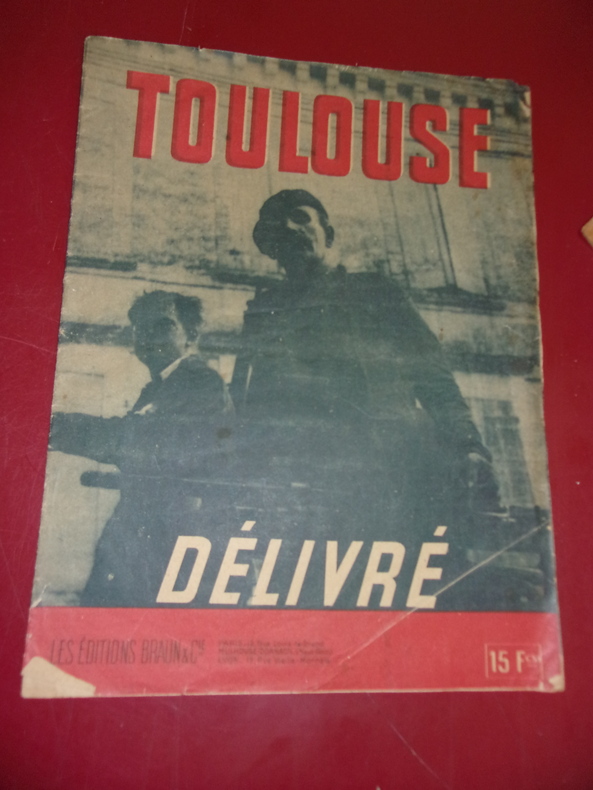 TOULOUSE
DÉLIVRÉ
LES ÉDITIONS BRAUN & Cie
15 Frs